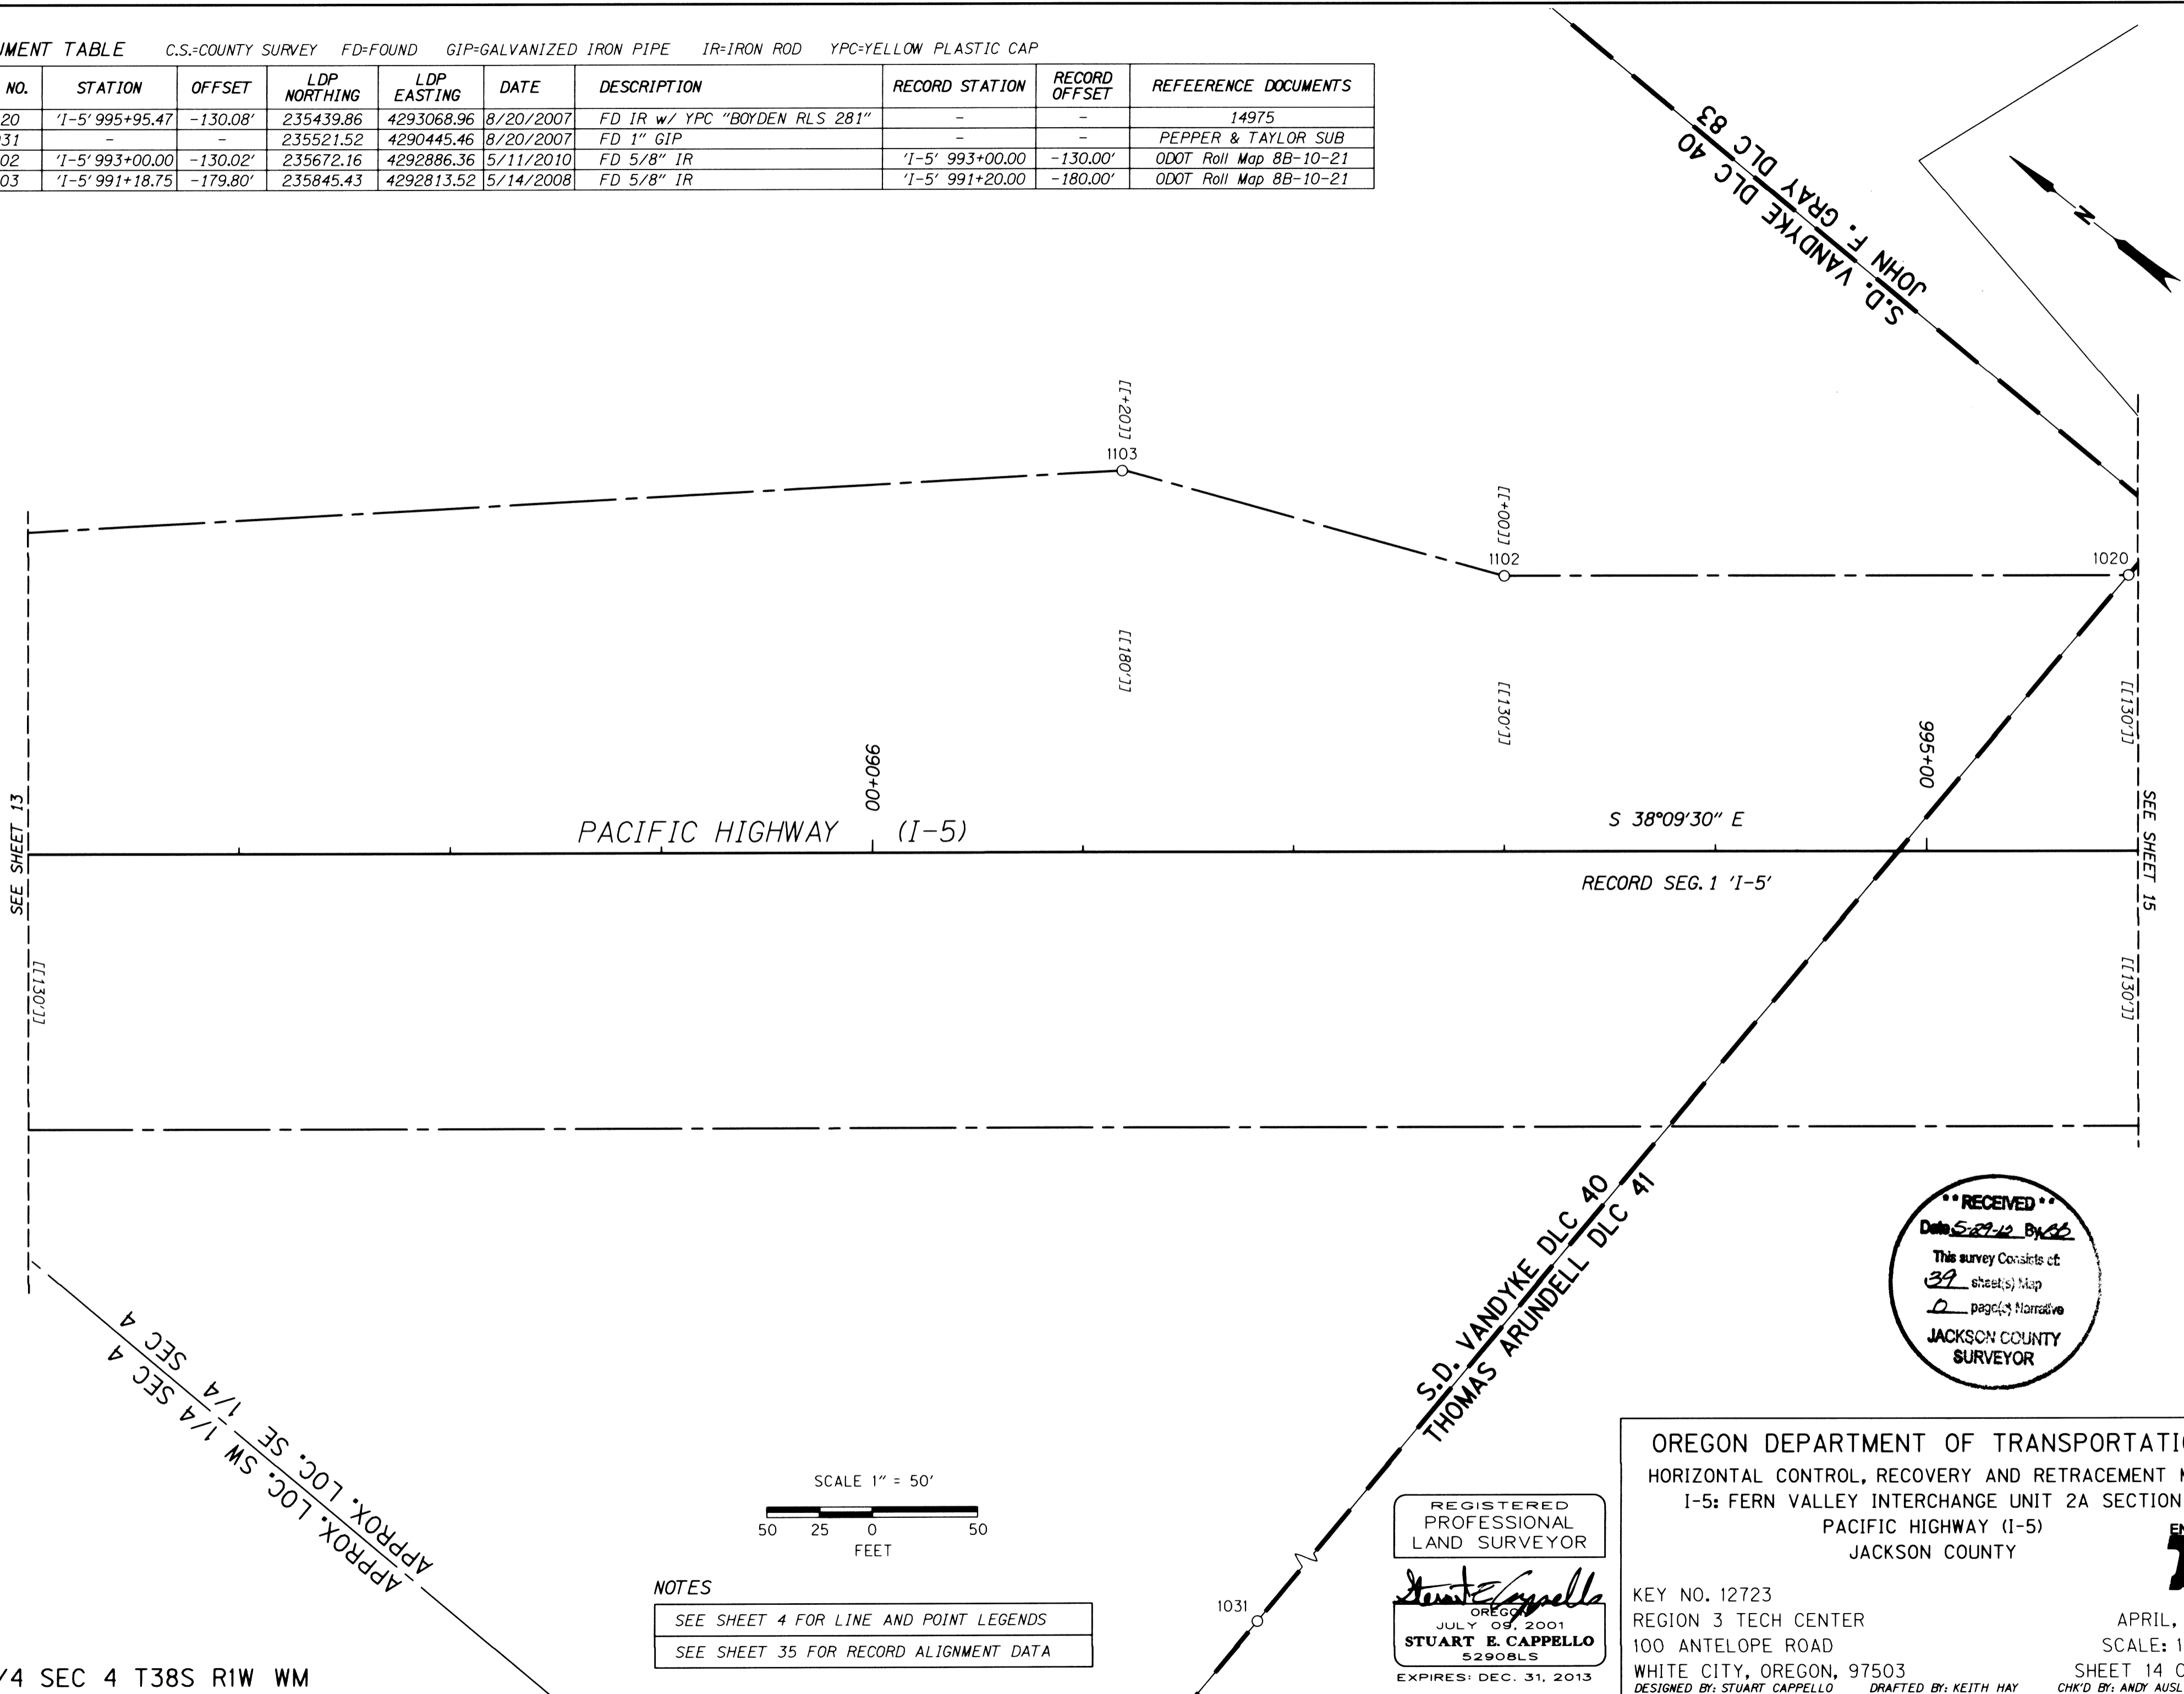 UMENT TABLE C.S.=COUNTY SURVEY FD=FOUND GIP=GALVANIZED IRON PIPE IR=IRON ROD YPC=YELLOW PLASTIC CAP
NO. STATION OFFSET LDP NORTHING LDP EASTING DATE DESCRIPTION RECORD STATION RECORD OFFSET REFEERENCE DOCUMENTS
20 'I-5' 995+95.47 -130.08' 235439.86 4293068.96 8/20/2007 FD IR w/ YPC "BOYDEN RLS 281" - - 14975
31 - - 235521.52 4290445.46 8/20/2007 FD 1" GIP - - PEPPER & TAYLOR SUB
02 'I-5' 993+00.00 -130.02' 235672.16 4292886.36 5/11/2010 FD 5/8" IR 'I-5' 993+00.00 -130.00' ODOT Roll Map 8B-10-21
03 'I-5' 991+18.75 -179.80' 235845.43 4292813.52 5/14/2008 FD 5/8" IR 'I-5' 991+20.00 -180.00' ODOT Roll Map 8B-10-21
S.D. VANDYKE DLC 40
JOHN F. GRAY DLC 83
N
[[+20]]
1103
[[+00]]
1102
1020
[[180']]
[[130']]
[[130']]
990+00
995+00
SEE SHEET 13
PACIFIC HIGHWAY (I-5)
S 38°09'30" E
RECORD SEG. 1 'I-5'
SEE SHEET 15
[[130']]
[[130']]
S.D. VANDYKE DLC 40
THOMAS ARUNDELL DLC 41
APPROX. LOC. SW 1/4 SEC 4
APPROX. LOC. SE 1/4 SEC 4
** RECEIVED **
Date 5-29-12 By
This survey Consists of:
39 sheet(s) Map
0 page(s) Narrative
JACKSON COUNTY
SURVEYOR
SCALE 1" = 50'
50 25 0 50
FEET
NOTES
SEE SHEET 4 FOR LINE AND POINT LEGENDS
SEE SHEET 35 FOR RECORD ALIGNMENT DATA
1031
REGISTERED
PROFESSIONAL
LAND SURVEYOR
Stuart E Cappello
OREGON
JULY 09, 2001
STUART E. CAPPELLO
52908LS
EXPIRES: DEC. 31, 2013
OREGON DEPARTMENT OF TRANSPORTATI
HORIZONTAL CONTROL, RECOVERY AND RETRACEMENT
I-5: FERN VALLEY INTERCHANGE UNIT 2A SECTION
PACIFIC HIGHWAY (I-5)
JACKSON COUNTY
KEY NO. 12723
REGION 3 TECH CENTER APRIL,
100 ANTELOPE ROAD SCALE: 1
WHITE CITY, OREGON, 97503 SHEET 14
DESIGNED BY: STUART CAPPELLO DRAFTED BY: KEITH HAY CHK'D BY: ANDY AUSL
/4 SEC 4 T38S R1W WM